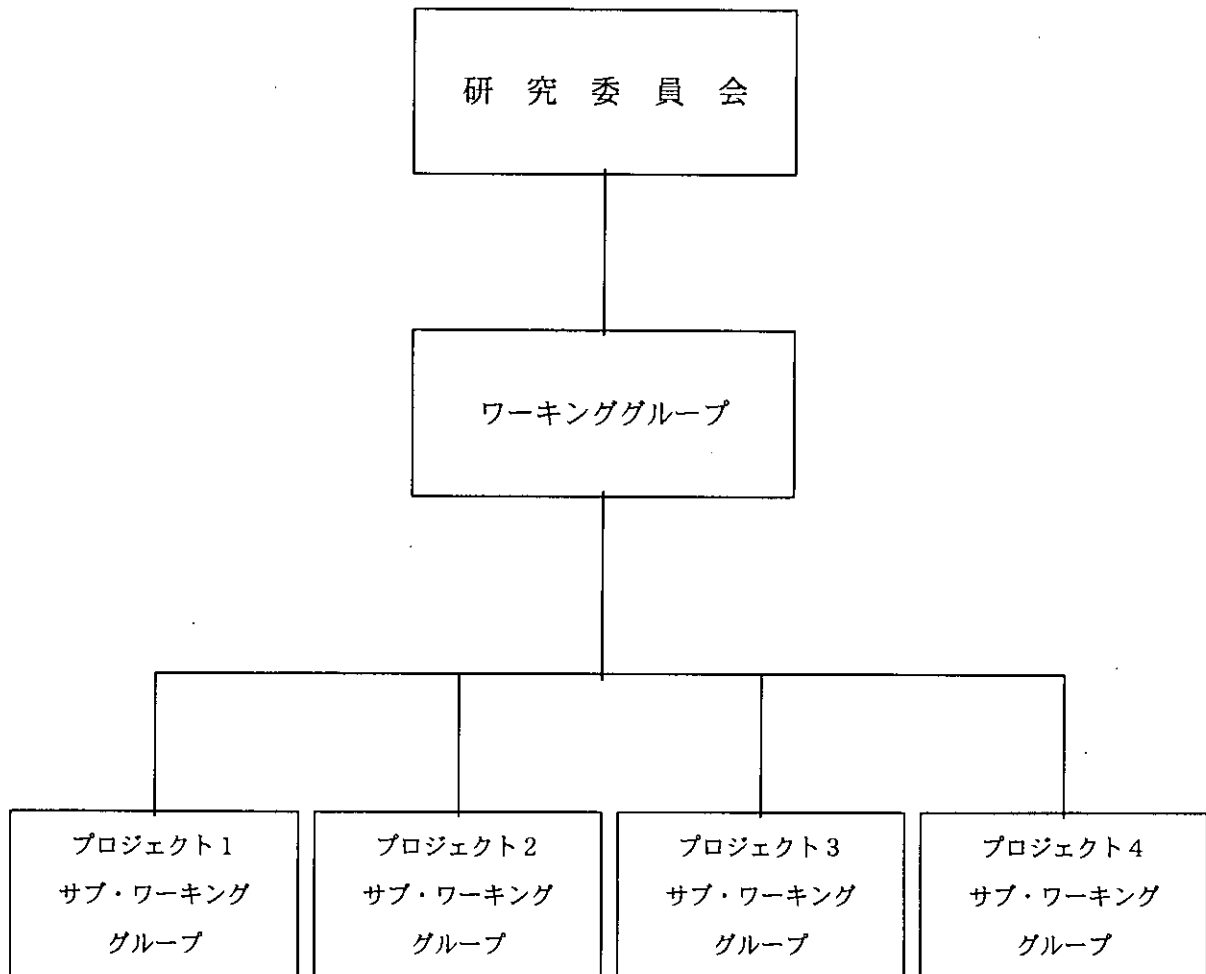 研究委員会
ワーキンググループ
プロジェクト1
サブ・ワーキング
グループ
プロジェクト2
サブ・ワーキング
グループ
プロジェクト3
サブ・ワーキング
グループ
プロジェクト4
サブ・ワーキング
グループ